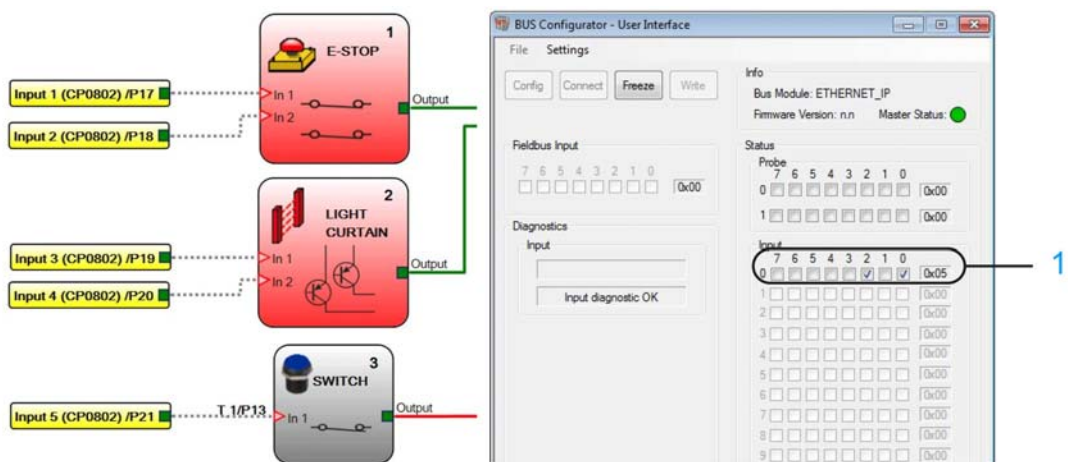 1
E-STOP
Input 1 (CP0802) /P17
In 1
Output
Input 2 (CP0802) /P18
In 2
2
LIGHT
CURTAIN
Input 3 (CP0802) /P19
In 1
Output
Input 4 (CP0802) /P20
In 2
3
SWITCH
Input 5 (CP0802) /P21
T.1/P13
In 1
Output
BUS Configurator - User Interface
File Settings
Config Connect Freeze Write
Info
Bus Module: ETHERNET_IP
Firmware Version: n.n Master Status:
Fieldbus Input
7 6 5 4 3 2 1 0
0x00
Diagnostics
Input
Input diagnostic OK
Status
Probe
7 6 5 4 3 2 1 0
0 0x00
1 0x00
Input
7 6 5 4 3 2 1 0
0 0x05
1 0x00
2 0x00
3 0x00
4 0x00
5 0x00
6 0x00
7 0x00
8 0x00
9 0x00
1